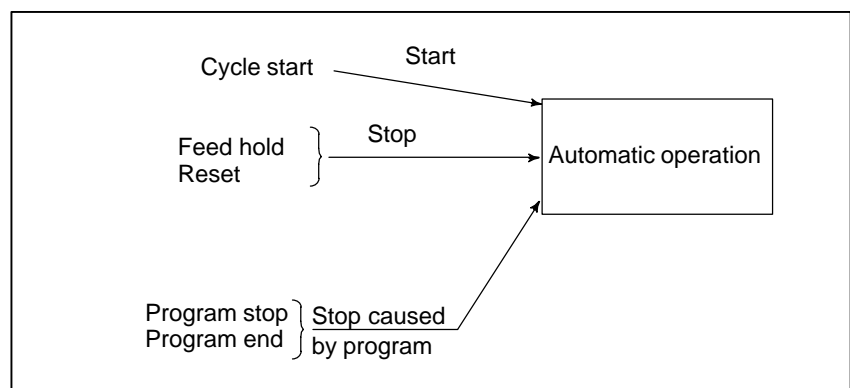 Start
Cycle start
Stop
Feed hold
Reset
Automatic operation
Program stop
Program end
Stop caused
by program